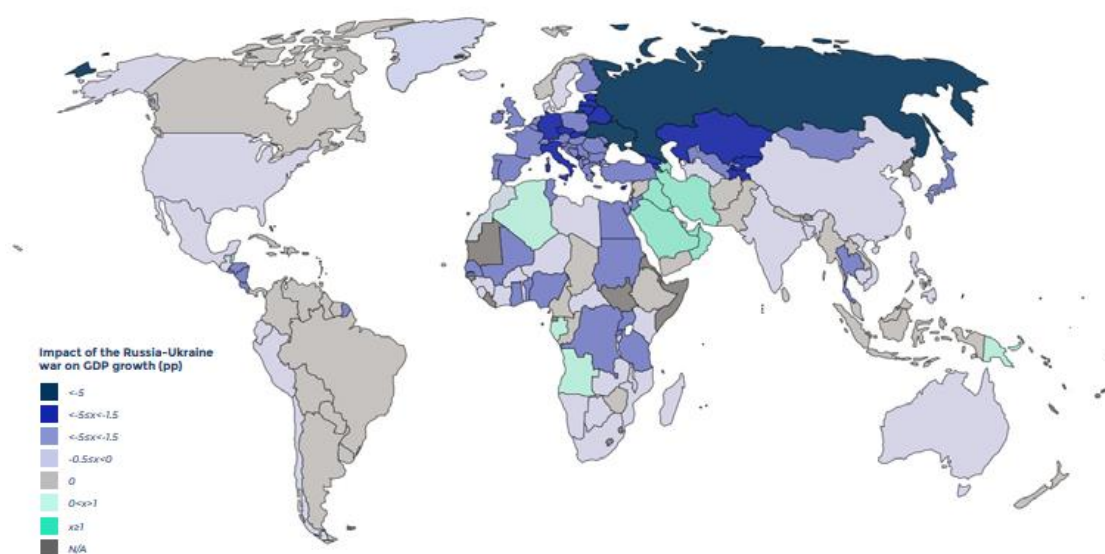 Impact of the Russia-Ukraine
war on GDP growth (pp)
<-5
<-5≤x<-1.5
<-5≤x<-1.5
-0.5≤x<0
0
0<x>1
x≥1
N/A